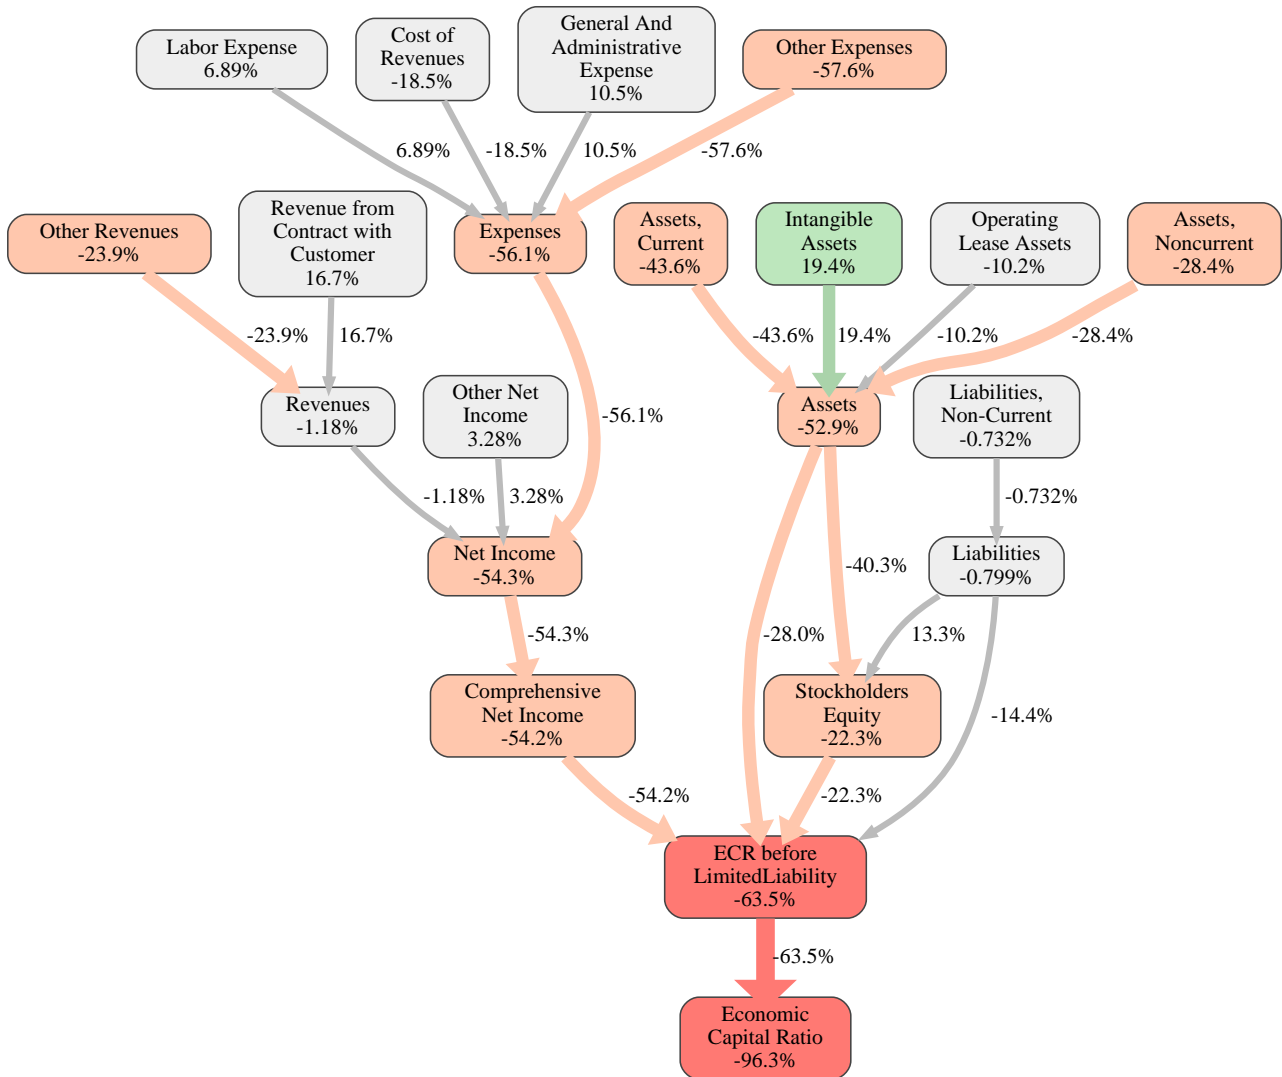 Labor Expense
6.89%
Cost of
Revenues
-18.5%
General And
Administrative
Expense
10.5%
Other Expenses
-57.6%
6.89%
-18.5%
10.5%
-57.6%
Other Revenues
-23.9%
Revenue from
Contract with
Customer
16.7%
Expenses
-56.1%
Assets,
Current
-43.6%
Intangible
Assets
19.4%
Operating
Lease Assets
-10.2%
Assets,
Noncurrent
-28.4%
-23.9%
16.7%
-43.6%
19.4%
-10.2%
-28.4%
Revenues
-1.18%
Other Net
Income
3.28%
-56.1%
Assets
-52.9%
Liabilities,
Non-Current
-0.732%
-1.18%
3.28%
-0.732%
Net Income
-54.3%
-40.3%
Liabilities
-0.799%
-54.3%
-28.0%
13.3%
Comprehensive
Net Income
-54.2%
Stockholders
Equity
-22.3%
-14.4%
-54.2%
-22.3%
ECR before
LimitedLiability
-63.5%
-63.5%
Economic
Capital Ratio
-96.3%